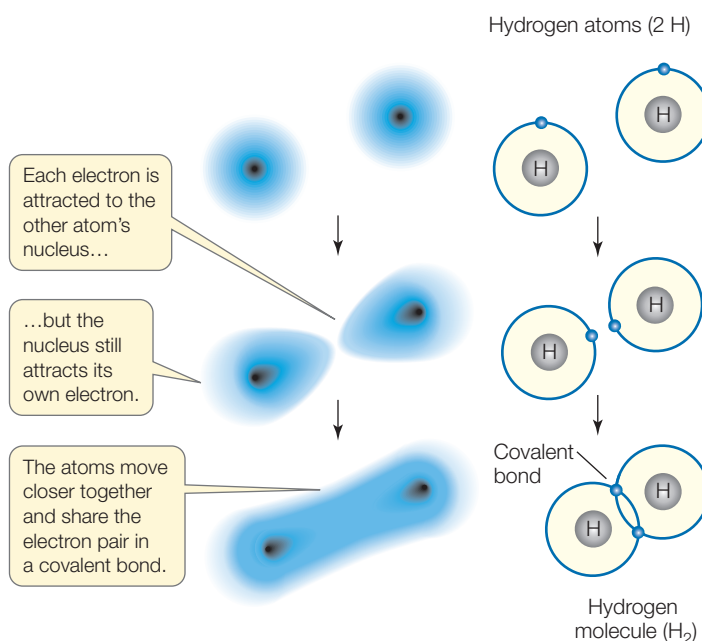 Hydrogen atoms (2 H)
H
H
Each electron is
attracted to the
other atom's
nucleus…
…but the
nucleus still
attracts its
own electron.
H
H
The atoms move
closer together
and share the
electron pair in
a covalent bond.
Covalent
bond
H
H
Hydrogen
molecule (H₂)